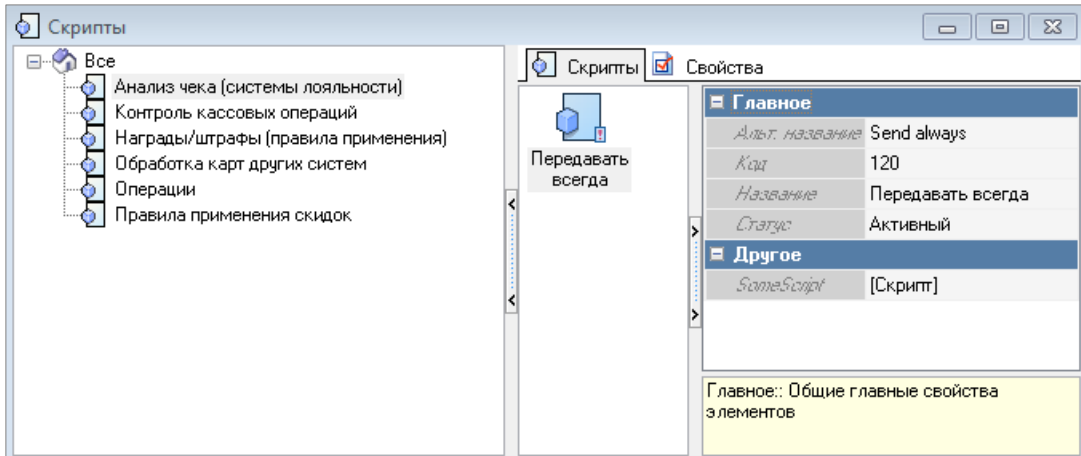 Скрипты
Все
Анализ чека (системы лояльности)
Контроль кассовых операций
Награды/штрафы (правила применения)
Обработка карт других систем
Операции
Правила применения скидок
Скрипты
Свойства
Передавать
всегда
Главное
Альт. название Send always
Код 120
Название Передавать всегда
Статус Активный
Другое
SomeScript [Скрипт]
Главное:: Общие главные свойства
элементов